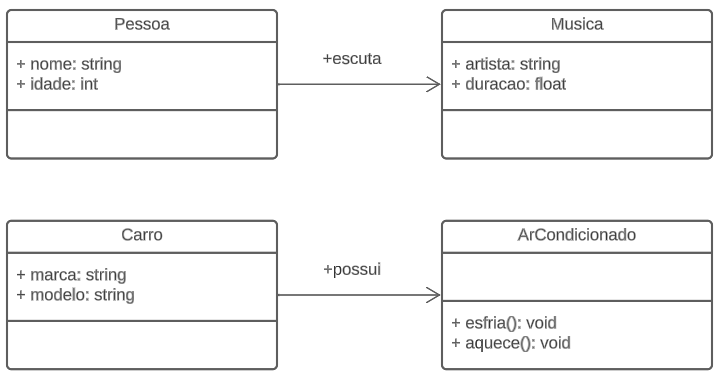 Pessoa
+ nome: string
+ idade: int
+escuta
Musica
+ artista: string
+ duracao: float
Carro
+ marca: string
+ modelo: string
+possui
ArCondicionado
+ esfria(): void
+ aquece(): void